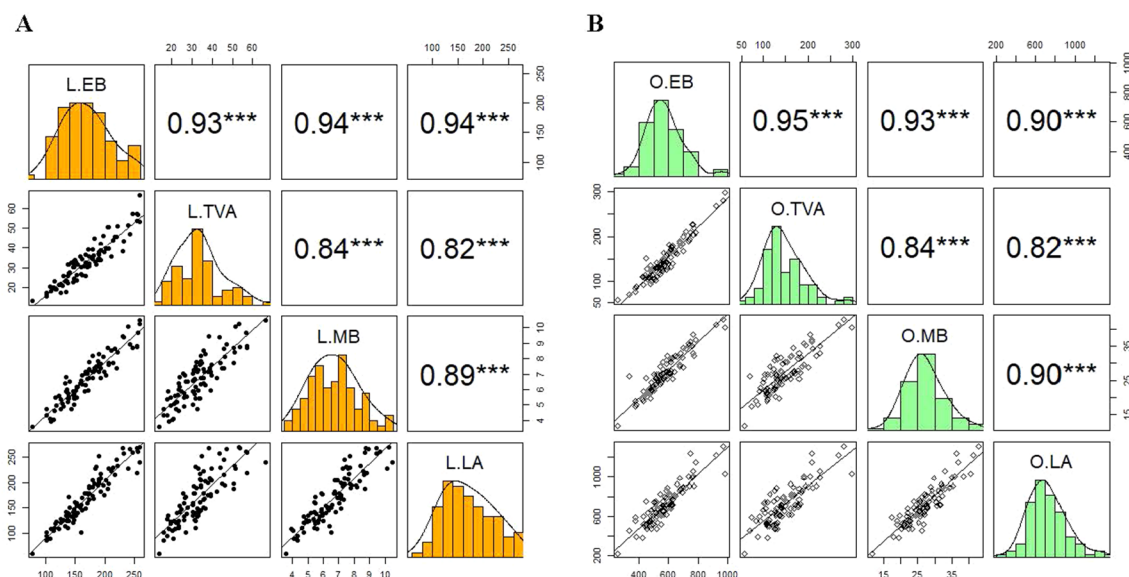 A B
20 30 40 50 60 100 150 200 250 50 100 200 300 200 600 1000
L.EB 0.93*** 0.94*** 0.94*** 100 150 200 250 O.EB 0.95*** 0.93*** 0.90*** 400 600 800 1000
20 30 40 50 60 L.TVA 0.84*** 0.82*** 50 100 200 300 O.TVA 0.84*** 0.82***
L.MB 0.89*** 4 5 6 7 8 9 10 O.MB 0.90*** 15 25 35
100 150 200 250 L.LA 200 600 1000 O.LA
100 150 200 250 4 5 6 7 8 9 10 400 600 800 1000 15 25 35